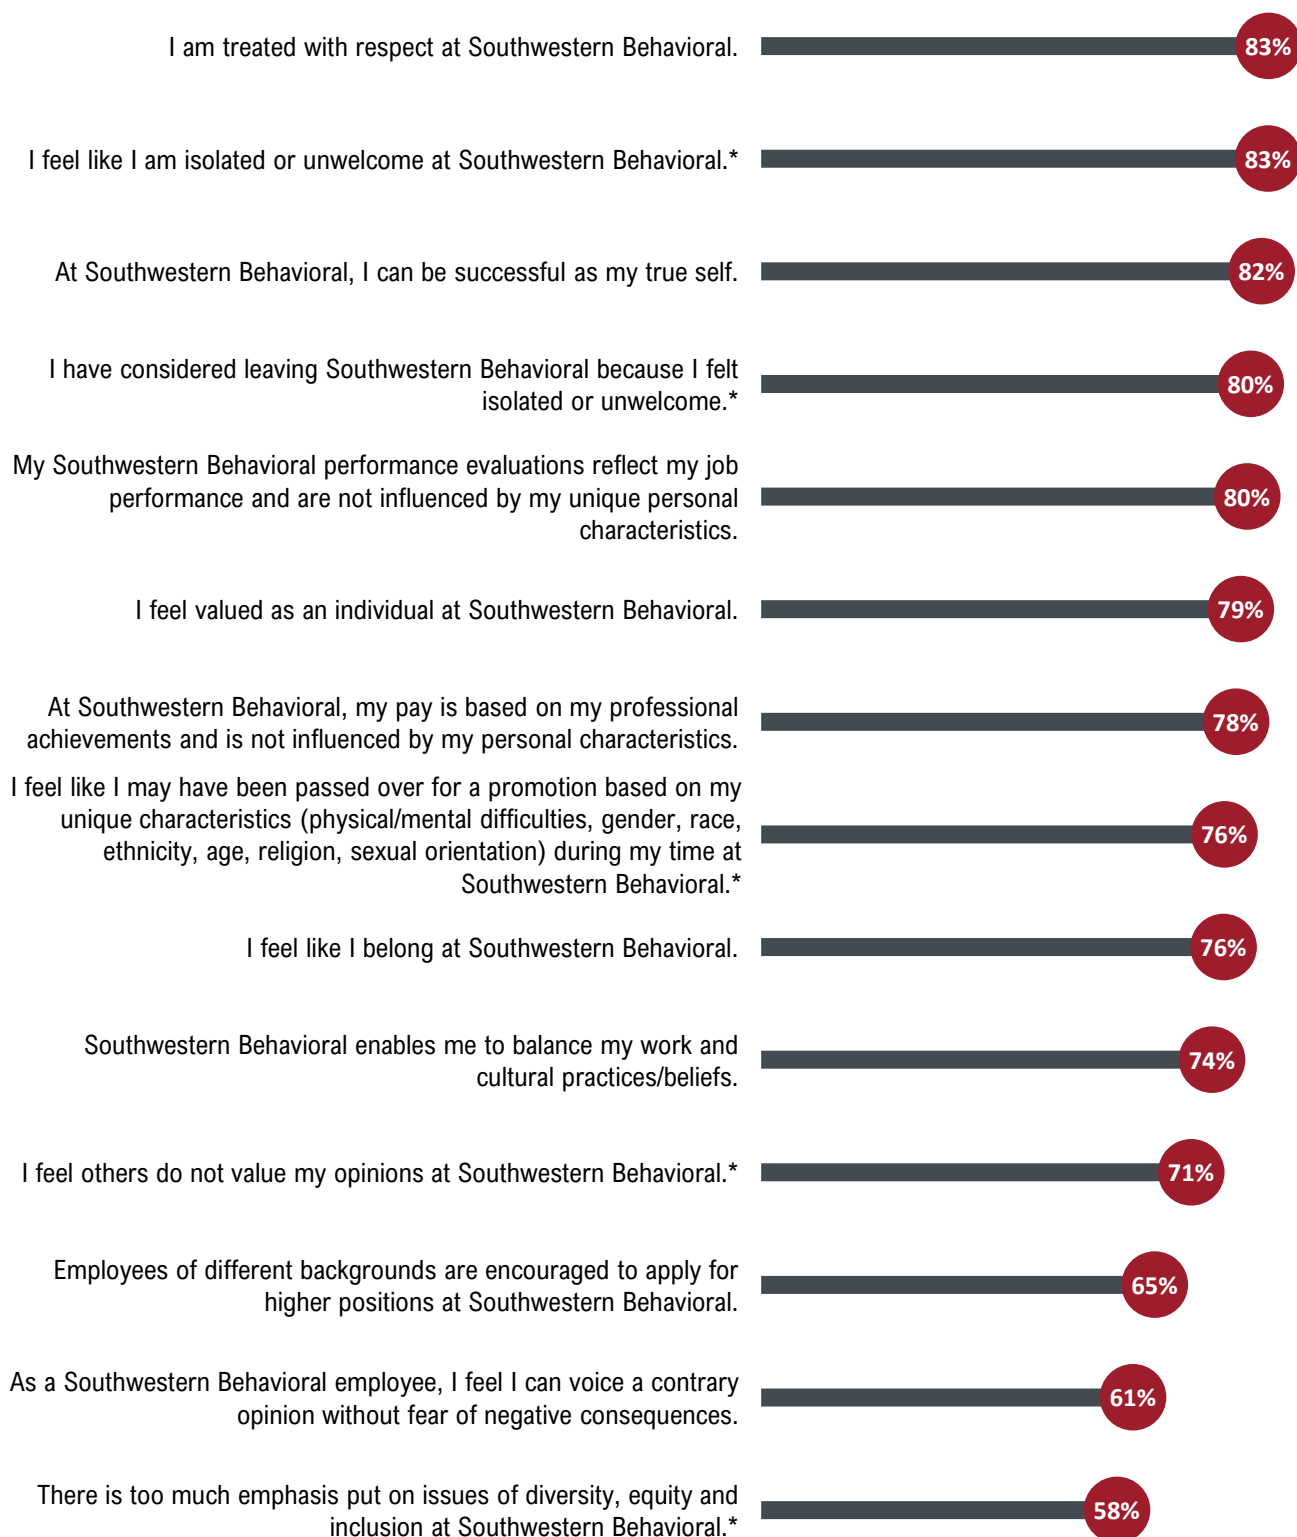 I am treated with respect at Southwestern Behavioral.
83%
I feel like I am isolated or unwelcome at Southwestern Behavioral.*
83%
At Southwestern Behavioral, I can be successful as my true self.
82%
I have considered leaving Southwestern Behavioral because I felt
isolated or unwelcome.*
80%
My Southwestern Behavioral performance evaluations reflect my job
performance and are not influenced by my unique personal
characteristics.
80%
I feel valued as an individual at Southwestern Behavioral.
79%
At Southwestern Behavioral, my pay is based on my professional
achievements and is not influenced by my personal characteristics.
78%
I feel like I may have been passed over for a promotion based on my
unique characteristics (physical/mental difficulties, gender, race,
ethnicity, age, religion, sexual orientation) during my time at
Southwestern Behavioral.*
76%
I feel like I belong at Southwestern Behavioral.
76%
Southwestern Behavioral enables me to balance my work and
cultural practices/beliefs.
74%
I feel others do not value my opinions at Southwestern Behavioral.*
71%
Employees of different backgrounds are encouraged to apply for
higher positions at Southwestern Behavioral.
65%
As a Southwestern Behavioral employee, I feel I can voice a contrary
opinion without fear of negative consequences.
61%
There is too much emphasis put on issues of diversity, equity and
inclusion at Southwestern Behavioral.*
58%